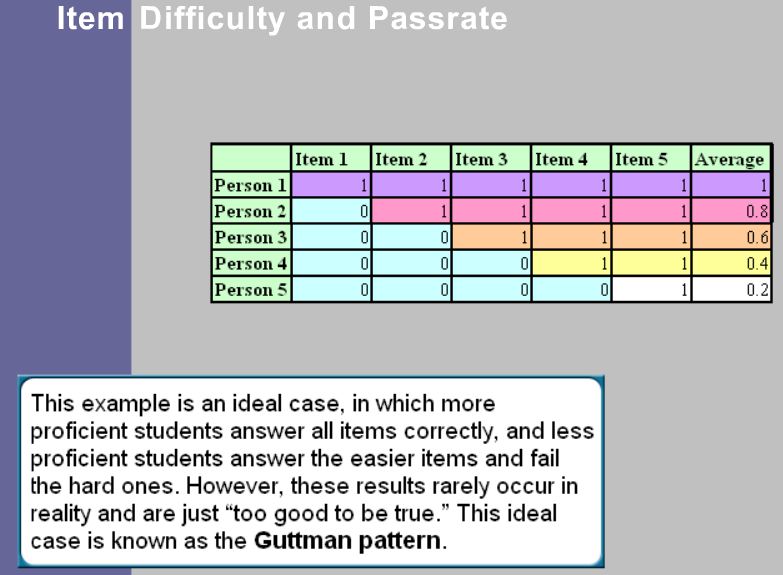 Item Difficulty and Passrate
Item 1 Item 2 Item 3 Item 4 Item 5 Average
Person 1 1 1 1 1 1 1
Person 2 0 1 1 1 1 0.8
Person 3 0 0 1 1 1 0.6
Person 4 0 0 0 1 1 0.4
Person 5 0 0 0 0 1 0.2
This example is an ideal case, in which more
proficient students answer all items correctly, and less
proficient students answer the easier items and fail
the hard ones. However, these results rarely occur in
reality and are just “too good to be true.” This ideal
case is known as the Guttman pattern.